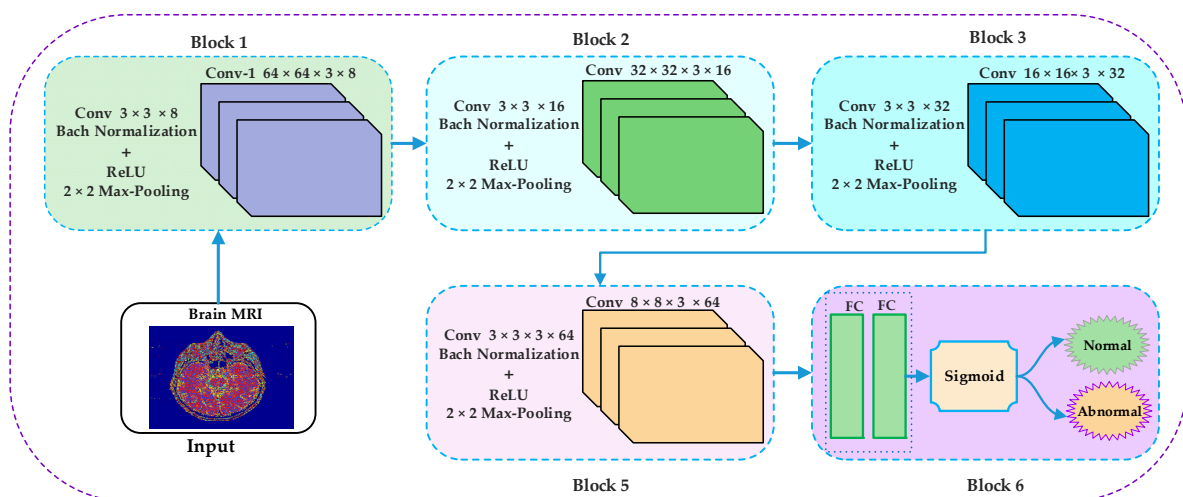 Block 1
Conv-1 64 × 64 × 3 × 8
Conv 3 × 3 × 8
Bach Normalization
+
ReLU
2 × 2 Max-Pooling
Block 2
Conv 32 × 32 × 3 × 16
Conv 3 × 3 × 16
Bach Normalization
+
ReLU
2 × 2 Max-Pooling
Block 3
Conv 16 × 16× 3 × 32
Conv 3 × 3 × 32
Bach Normalization
+
ReLU
2 × 2 Max-Pooling
Brain MRI
Input
Conv 8 × 8 × 3 × 64
Conv 3 × 3 × 3 × 64
Bach Normalization
+
ReLU
2 × 2 Max-Pooling
Block 5
FC FC
Sigmoid
Normal
Abnormal
Block 6